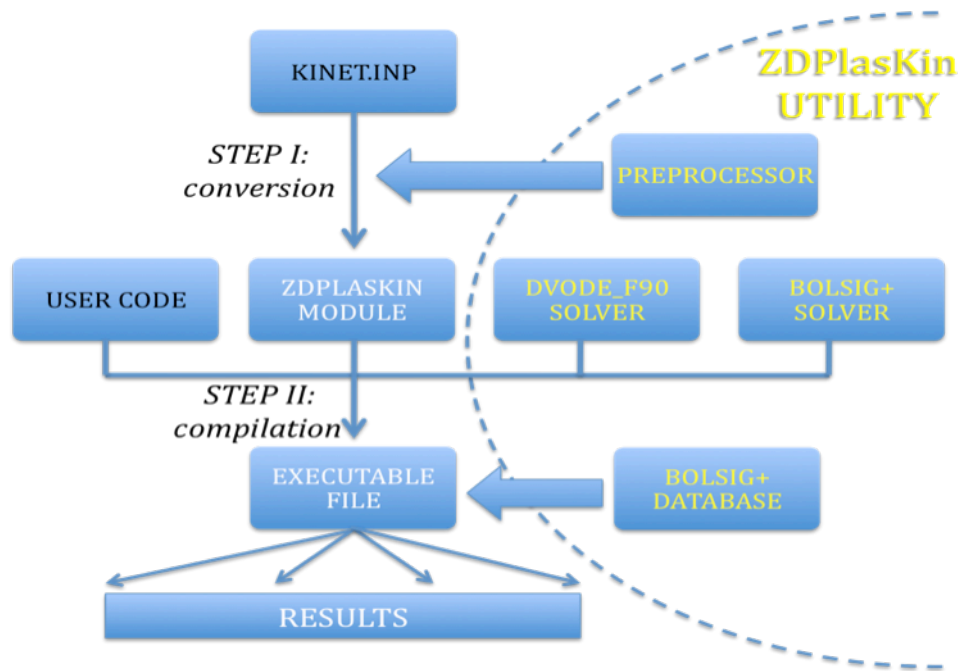 ZDPlasKin
UTILITY
KINET.INP
STEP I:
conversion
PREPROCESSOR
USER CODE
ZDPLASKIN
MODULE
DVODE_F90
SOLVER
BOLSIG+
SOLVER
STEP II:
compilation
EXECUTABLE
FILE
BOLSIG+
DATABASE
RESULTS